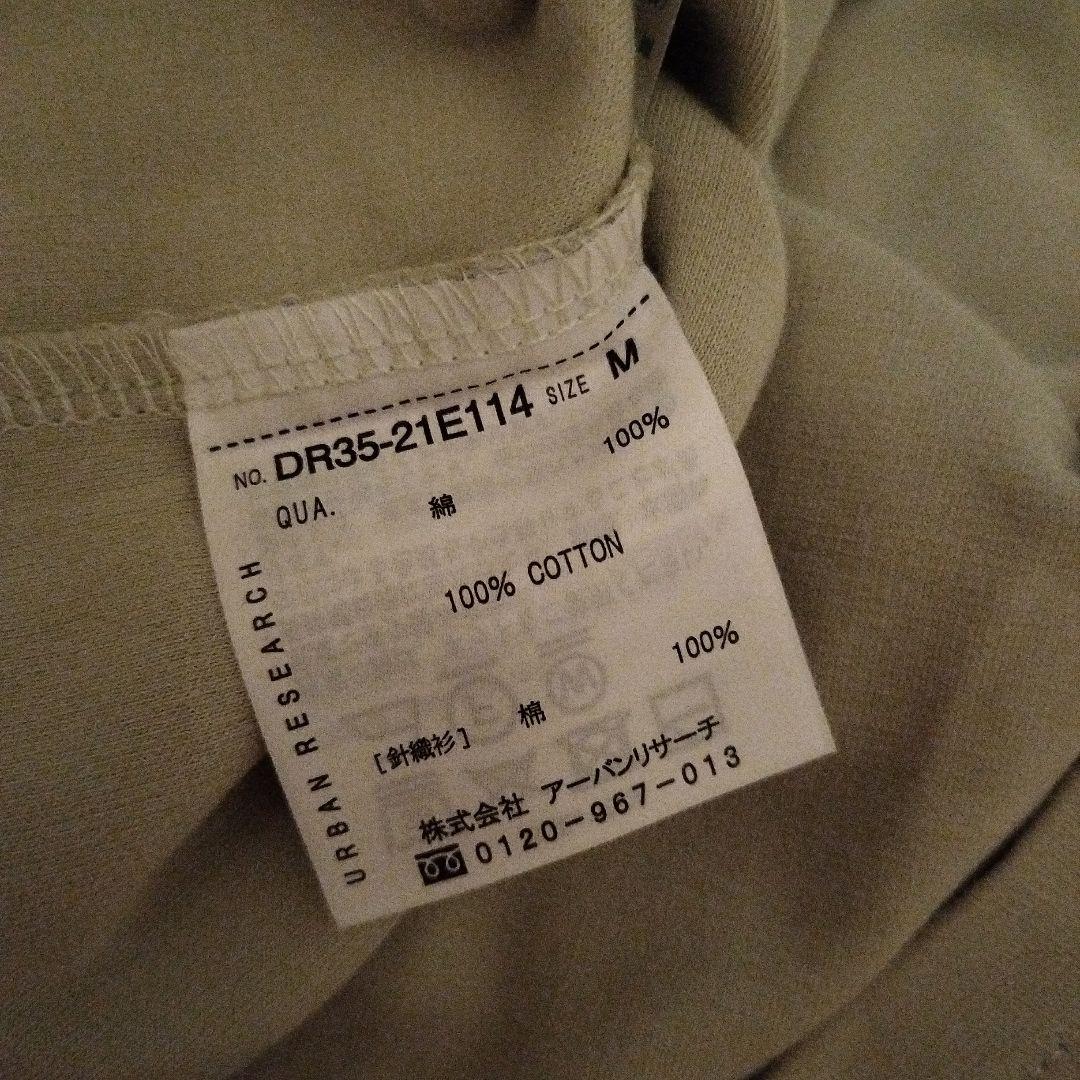 NO. DR35-21E114 SIZE M
QUA. 綿 100%
100% COTTON
[針織衫] 棉 100%
株式会社 アーバンリサーチ
0120-967-013
URBAN RESEARCH